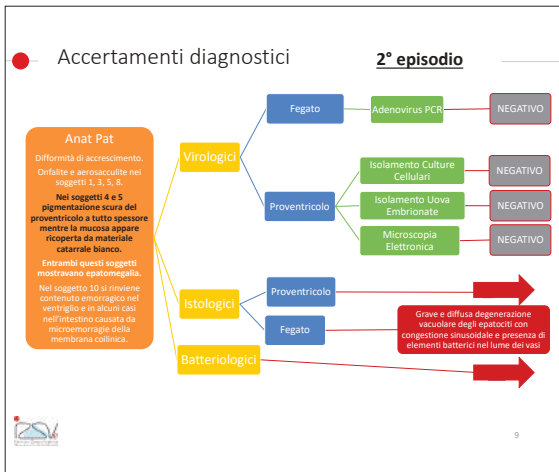 Accertamenti diagnostici
2° episodio
Anat Pat
Difformità di accrescimento.
Onfalite e aerosacculite nei
soggetti 1, 3, 5, 8.
Nei soggetti 4 e 5
pigmentazione scura del
proventricolo a tutto spessore
mentre la mucosa appare
ricoperta da materiale
catarrale bianco.
Entrambi questi soggetti
mostravano epatomegalia.
Nel soggetto 10 si rinviene
contenuto emorragico nel
ventriglio e in alcuni casi
nell'intestino causata da
microemorragie della
membrana coilinica.
Virologici
Fegato
Adenovirus PCR
NEGATIVO
Proventricolo
Isolamento Culture
Cellulari
NEGATIVO
Isolamento Uova
Embrionate
NEGATIVO
Microscopia
Elettronica
NEGATIVO
Istologici
Proventricolo
Fegato
Grave e diffusa degenerazione
vacuolare degli epatociti con
congestione sinusoidale e presenza di
elementi batterici nel lume dei vasi
Batteriologici
9